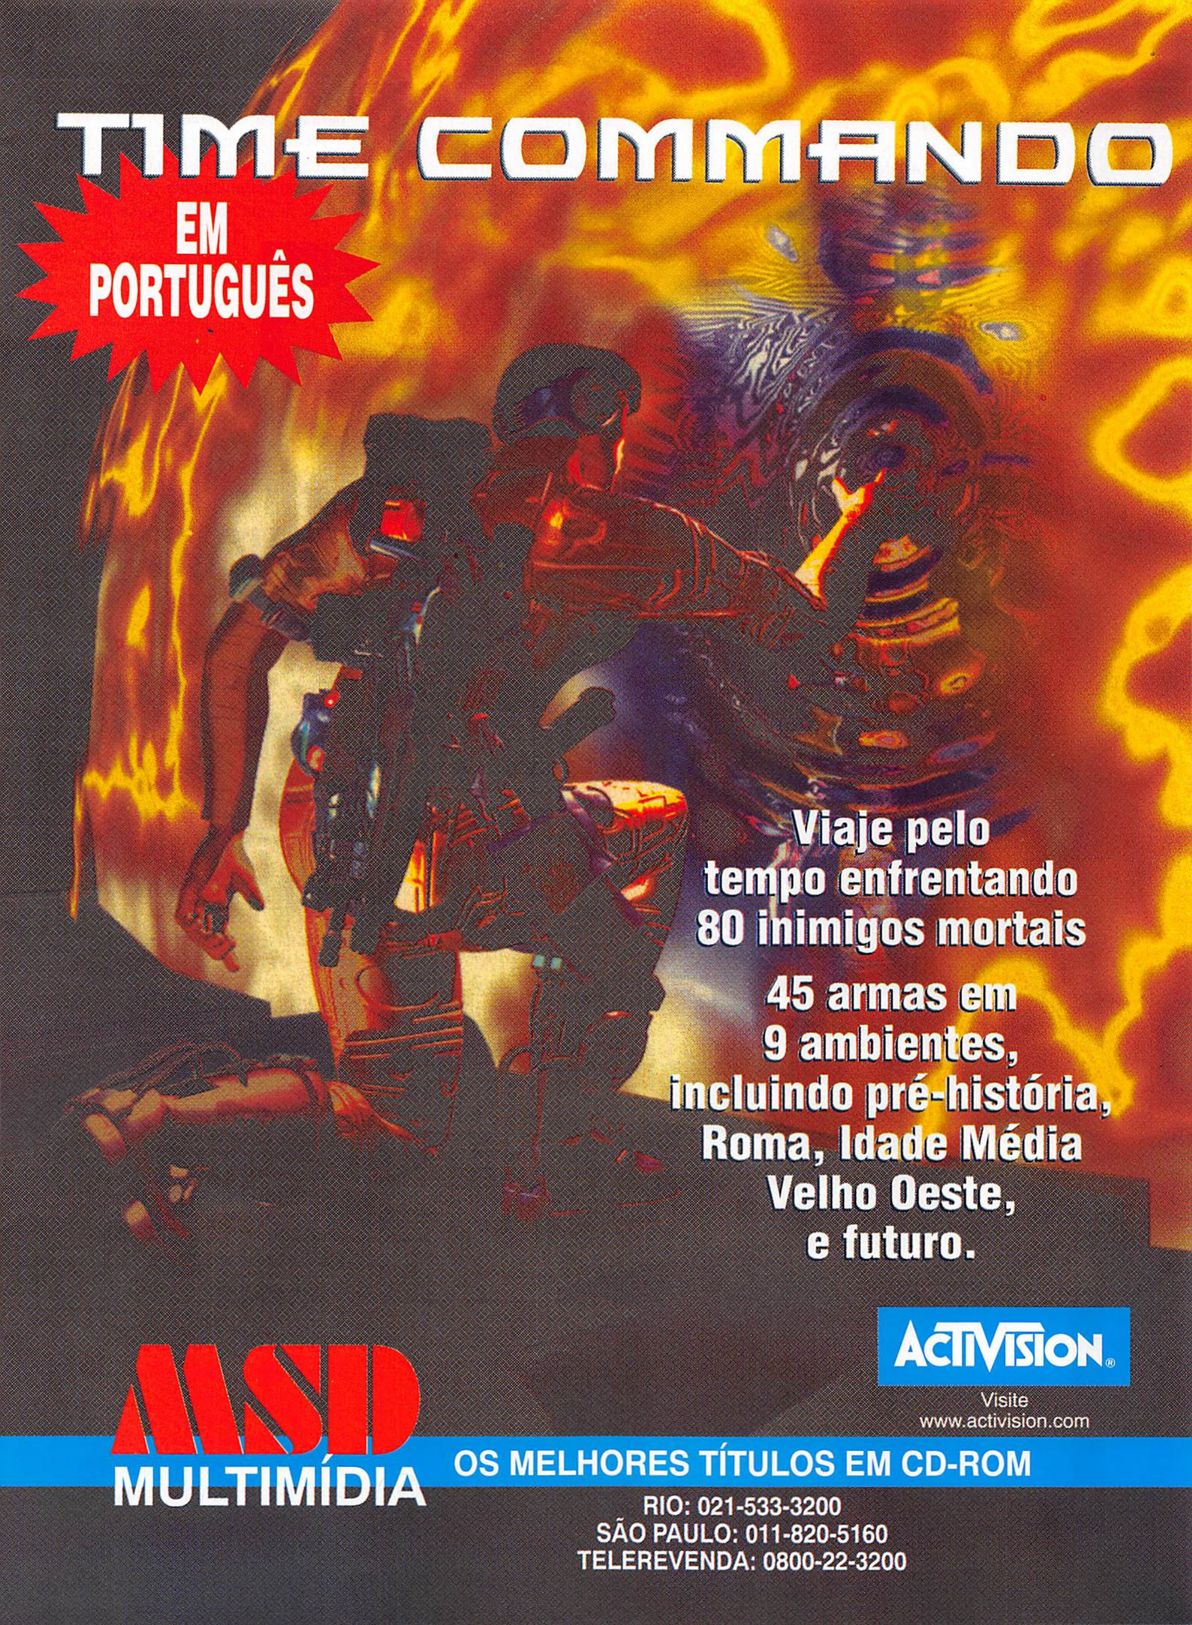 TIME COMMANDO
EM
PORTUGUÊS
Viaje pelo
tempo enfrentando
80 inimigos mortais
45 armas em
9 ambientes,
incluindo pré-história,
Roma, Idade Média
Velho Oeste,
e futuro.
ACTIVISION®
Visite
www.activision.com
MSD
MULTIMÍDIA
OS MELHORES TÍTULOS EM CD-ROM
RIO: 021-533-3200
SÃO PAULO: 011-820-5160
TELEREVENDA: 0800-22-3200